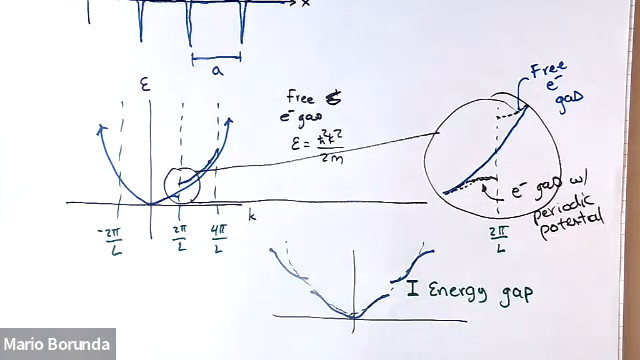 x
a
ε
Free
e⁻ gas
ε = ħ²k²
2m
k
-2π
L
2π
L
4π
L
Free
e⁻
gas
e⁻ gas w/
periodic
potential
2π
L
I Energy gap
Mario Borunda